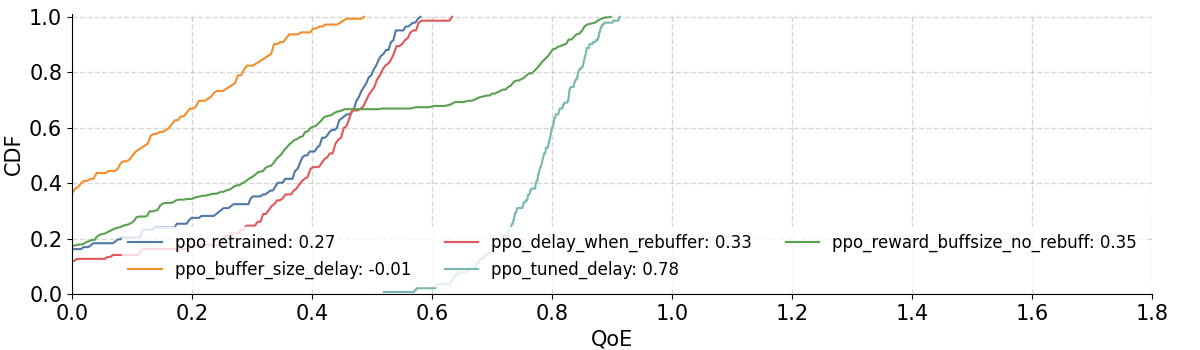 1.0
0.8
0.6
0.4
0.2
0.0
CDF
ppo retrained: 0.27 ppo_delay_when_rebuffer: 0.33 ppo_reward_buffsize_no_rebuff: 0.35
ppo_buffer_size_delay: -0.01 ppo_tuned_delay: 0.78
0.0 0.2 0.4 0.6 0.8 1.0 1.2 1.4 1.6 1.8
QoE